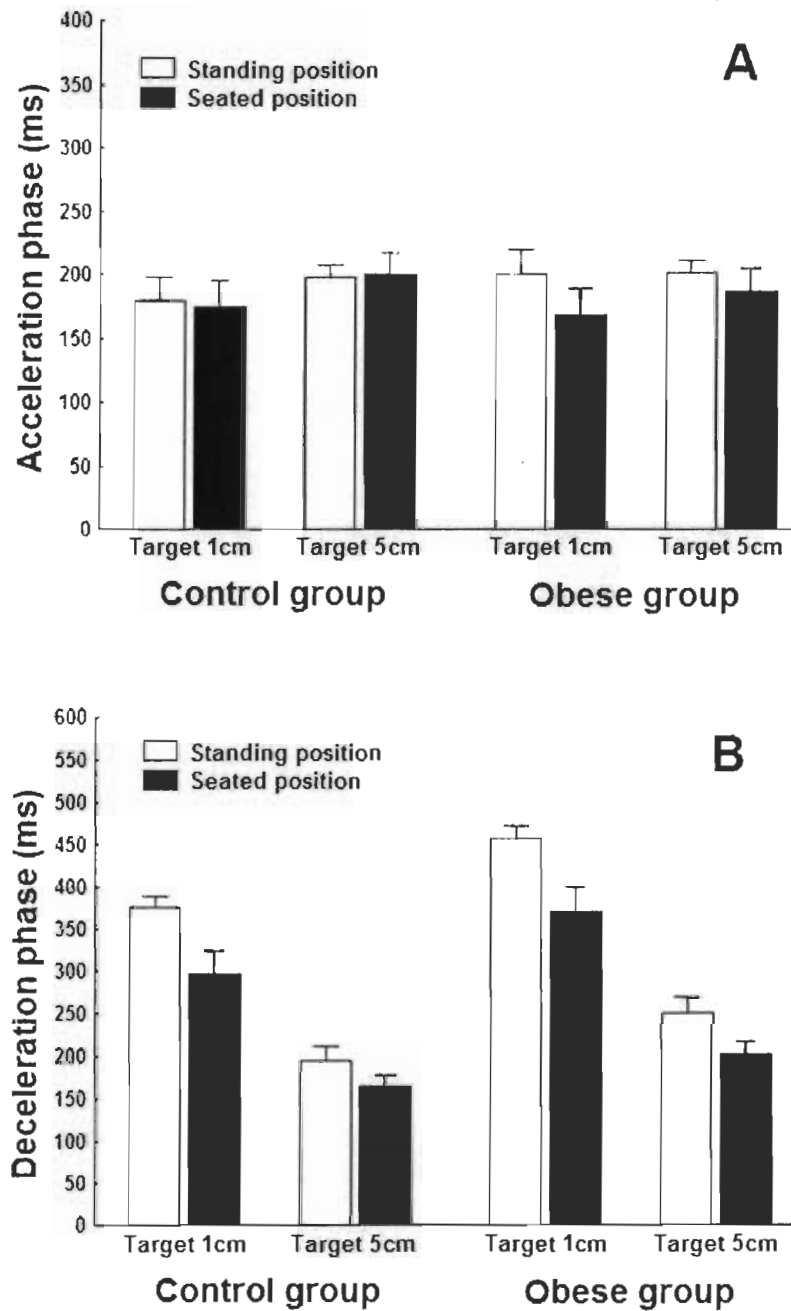 400
350
300
250
200
150
100
50
0
Acceleration phase (ms)
Standing position
Seated position
A
Target 1cm Target 5cm Target 1cm Target 5cm
Control group Obese group
600
550
500
450
400
350
300
250
200
150
100
50
0
Deceleration phase (ms)
Standing position
Seated position
B
Target 1cm Target 5cm Target 1cm Target 5cm
Control group Obese group